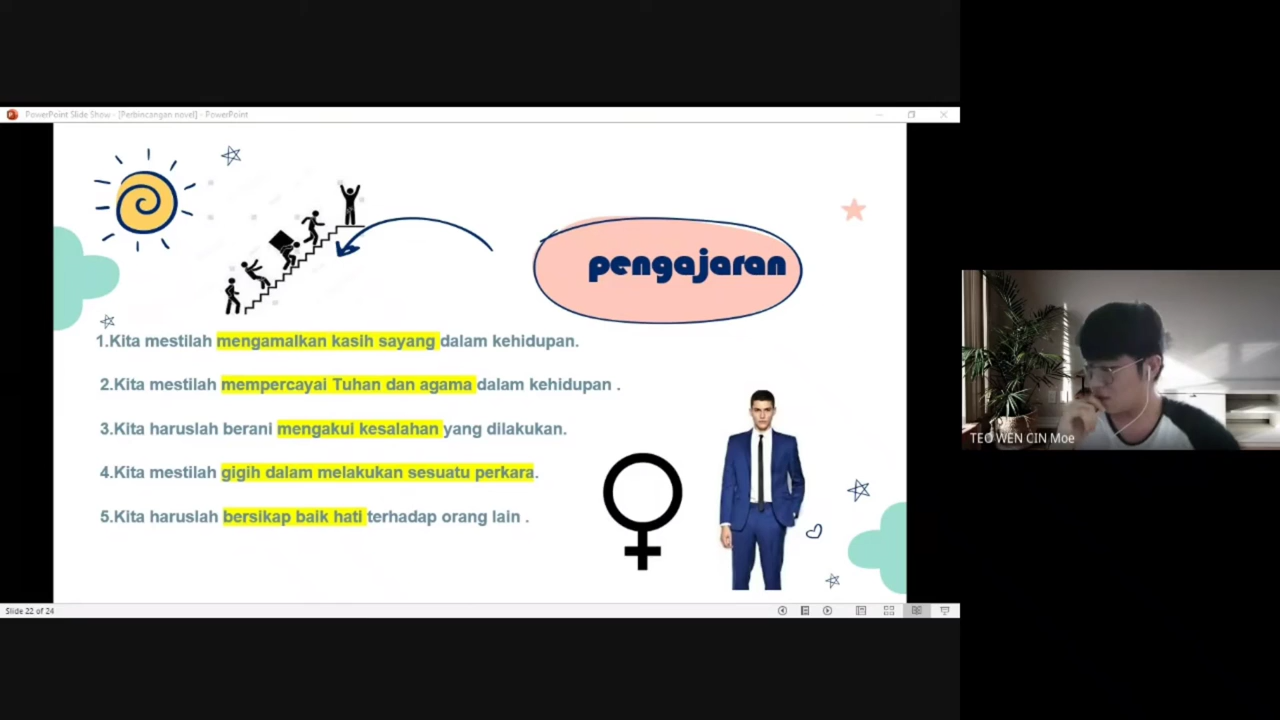 PowerPoint Slide Show - [Perbincangan novel] - PowerPoint
pengajaran
1.Kita mestilah mengamalkan kasih sayang dalam kehidupan.
2.Kita mestilah mempercayai Tuhan dan agama dalam kehidupan .
3.Kita haruslah berani mengakui kesalahan yang dilakukan.
4.Kita mestilah gigih dalam melakukan sesuatu perkara.
5.Kita haruslah bersikap baik hati terhadap orang lain .
TEO WEN CIN Moe
Slide 22 of 24